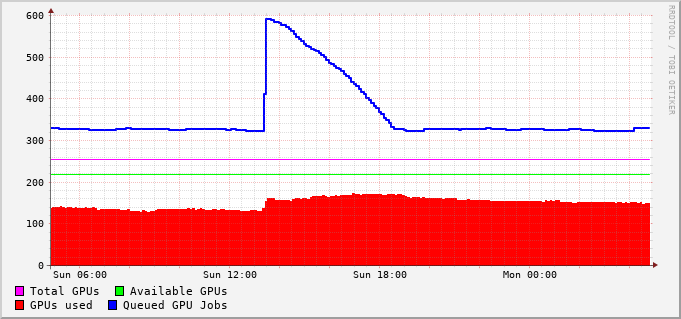 600
500
400
300
200
100
0
Sun 06:00 Sun 12:00 Sun 18:00 Mon 00:00
Total GPUs Available GPUs
GPUs used Queued GPU Jobs
RRDTOOL / TOBI OETIKER